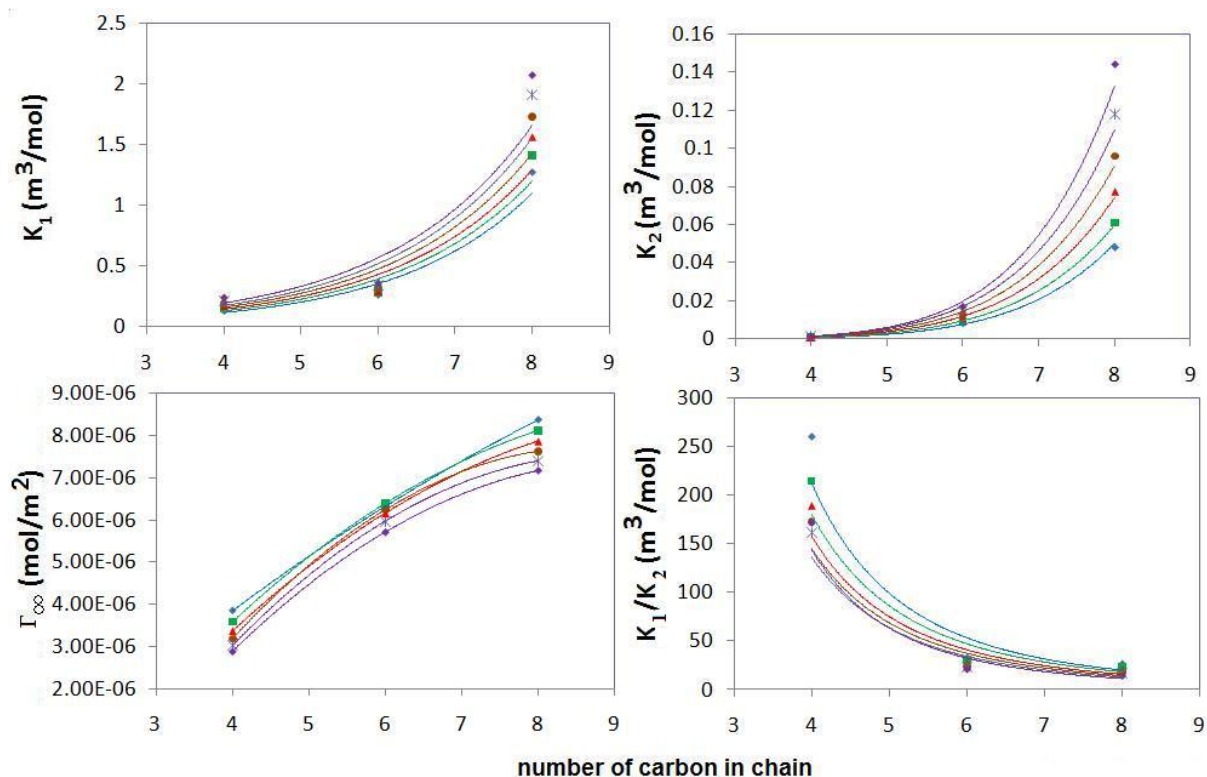 2.5
2
1.5
1
0.5
0
3 4 5 6 7 8 9
K₁ (m³/mol)
0.16
0.14
0.12
0.1
0.08
0.06
0.04
0.02
0
3 4 5 6 7 8 9
K₂ (m³/mol)
9.00E-06
8.00E-06
7.00E-06
6.00E-06
5.00E-06
4.00E-06
3.00E-06
2.00E-06
3 4 5 6 7 8 9
Γ∞ (mol/m²)
300
250
200
150
100
50
0
3 4 5 6 7 8 9
K₁/K₂ (m³/mol)
number of carbon in chain